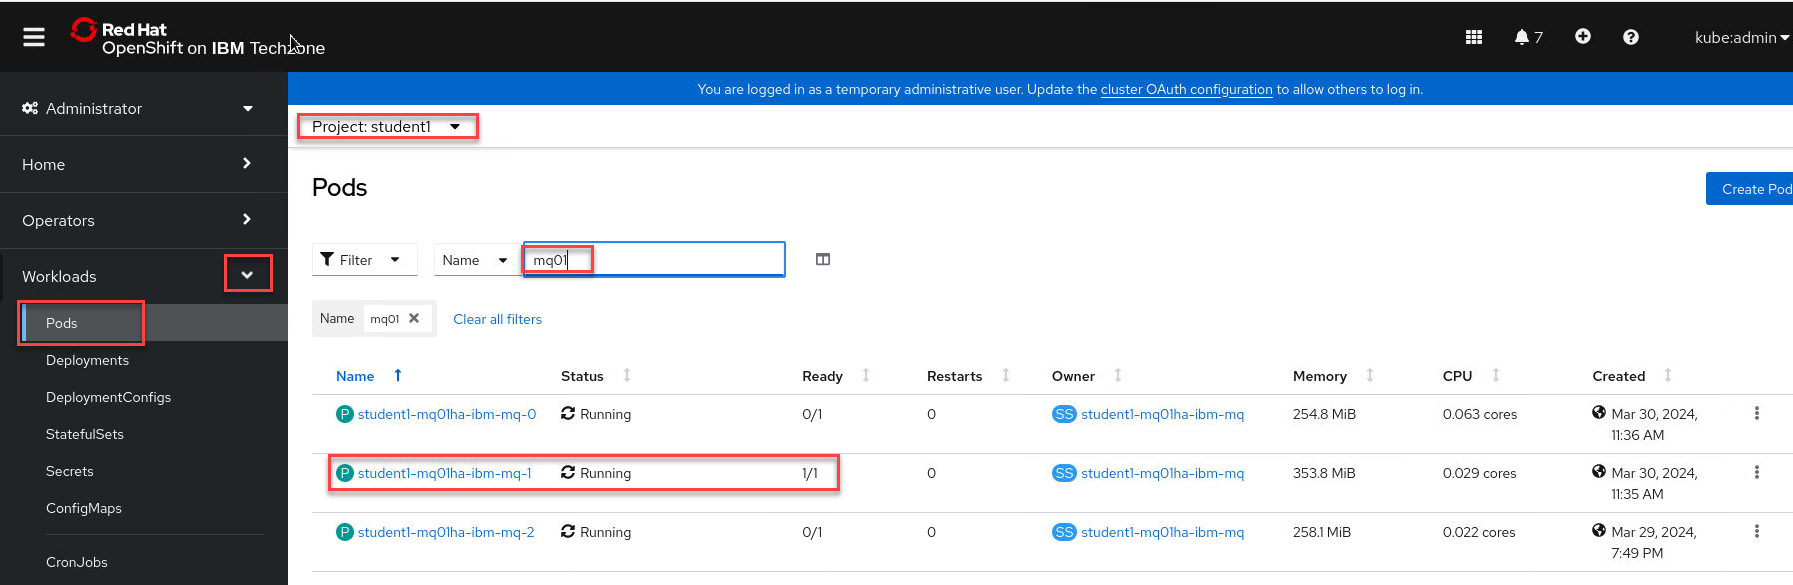 Red Hat
OpenShift on IBM Techzone
7
kube:admin
Administrator
You are logged in as a temporary administrative user. Update the cluster OAuth configuration to allow others to log in.
Project: student1
Home
Pods
Create Pod
Operators
Filter
Name
mq01
Workloads
Name mq01
Clear all filters
Pods
Deployments
DeploymentConfigs
StatefulSets
Secrets
ConfigMaps
CronJobs
Name Status Ready Restarts Owner Memory CPU Created
P student1-mq01ha-ibm-mq-0 Running 0/1 0 SS student1-mq01ha-ibm-mq 254.8 MiB 0.063 cores Mar 30, 2024,
11:36 AM
P student1-mq01ha-ibm-mq-1 Running 1/1 0 SS student1-mq01ha-ibm-mq 353.8 MiB 0.029 cores Mar 30, 2024,
11:35 AM
P student1-mq01ha-ibm-mq-2 Running 0/1 0 SS student1-mq01ha-ibm-mq 258.1 MiB 0.022 cores Mar 29, 2024,
7:49 PM